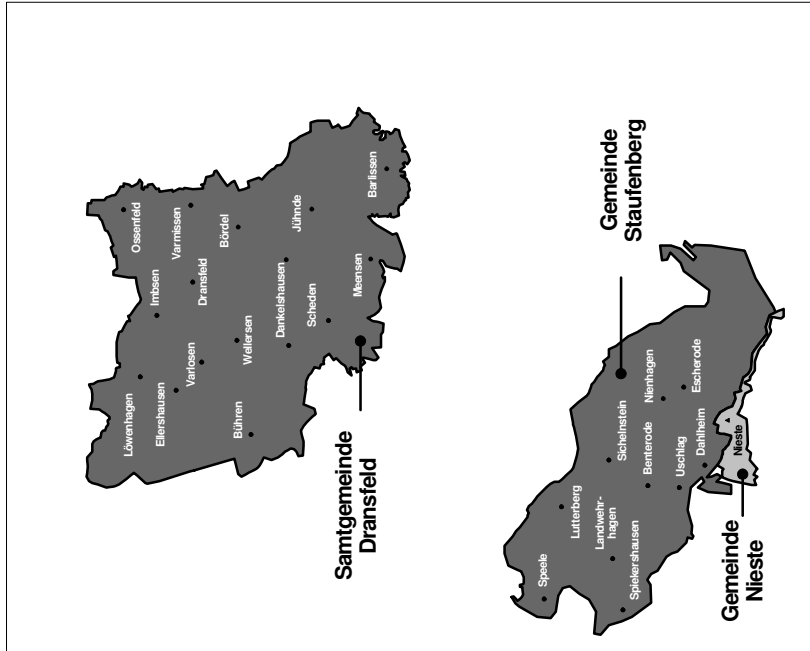 Ossenfeld
Varmissen
Bördel
Jühnde
Barlissen
Imbsen
Dransfeld
Dankelshausen
Scheden
Meensen
Löwenhagen
Ellershausen
Varlosen
Wellersen
Bühren
Samtgemeinde
Dransfeld
Gemeinde
Staufenberg
Speele
Lutterberg
Landwehr-
hagen
Spiekershausen
Sichelnstein
Benterode
Uschlag
Dahlheim
Nienhagen
Escherode
Nieste
Gemeinde
Nieste